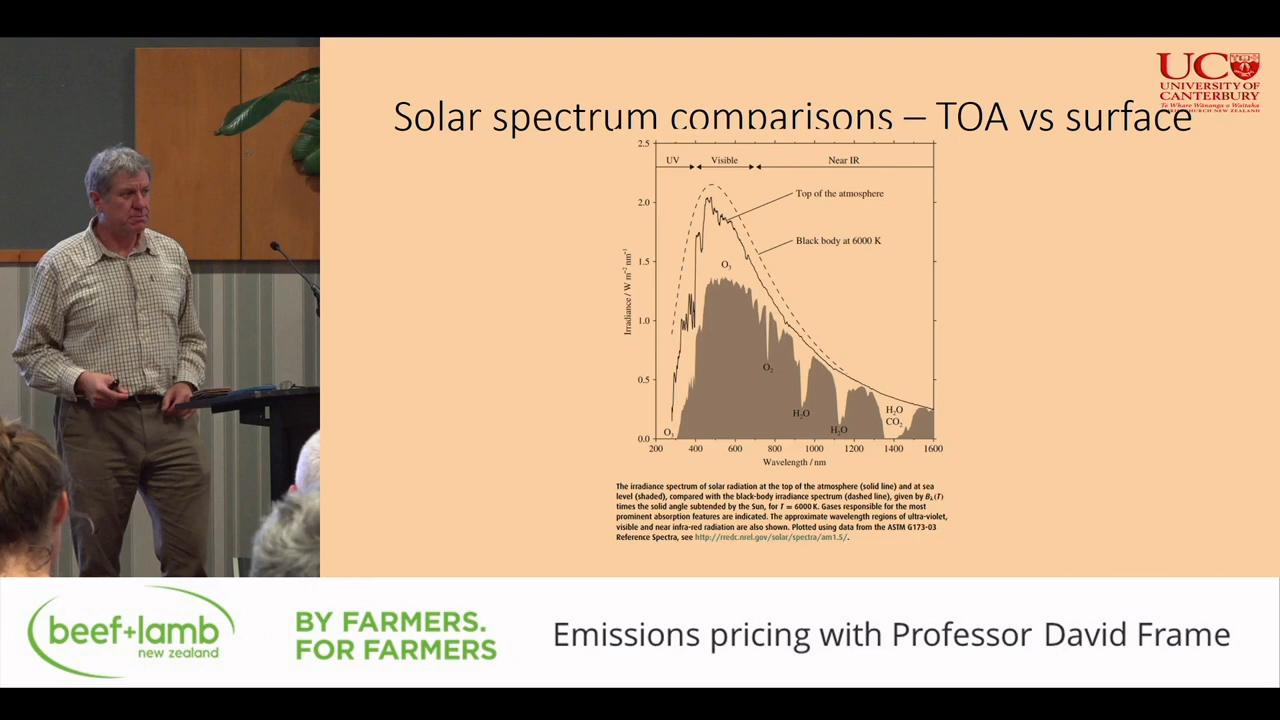 UC
UNIVERSITY OF
CANTERBURY
Te Whare Wānanga o Waitaha
CHRISTCHURCH NEW ZEALAND
Solar spectrum comparisons – TOA vs surface
2.5
UV
Visible
Near IR
2.0
Top of the atmosphere
Black body at 6000 K
1.5
O₃
Irradiance / W m⁻² nm⁻¹
1.0
O₂
0.5
H₂O
H₂O
CO₂
H₂O
O₃
0.0
200 400 600 800 1000 1200 1400 1600
Wavelength / nm
The irradiance spectrum of solar radiation at the top of the atmosphere (solid line) and at sea
level (shaded), compared with the black-body irradiance spectrum (dashed line), given by Bλ(T)
times the solid angle subtended by the Sun, for T = 6000 K. Gases responsible for the most
prominent absorption features are indicated. The approximate wavelength regions of ultra-violet,
visible and near infra-red radiation are also shown. Plotted using data from the ASTM G173-03
Reference Spectra, see http://rredc.nrel.gov/solar/spectra/am1.5/.
beef+lamb
new zealand
BY FARMERS.
FOR FARMERS
Emissions pricing with Professor David Frame